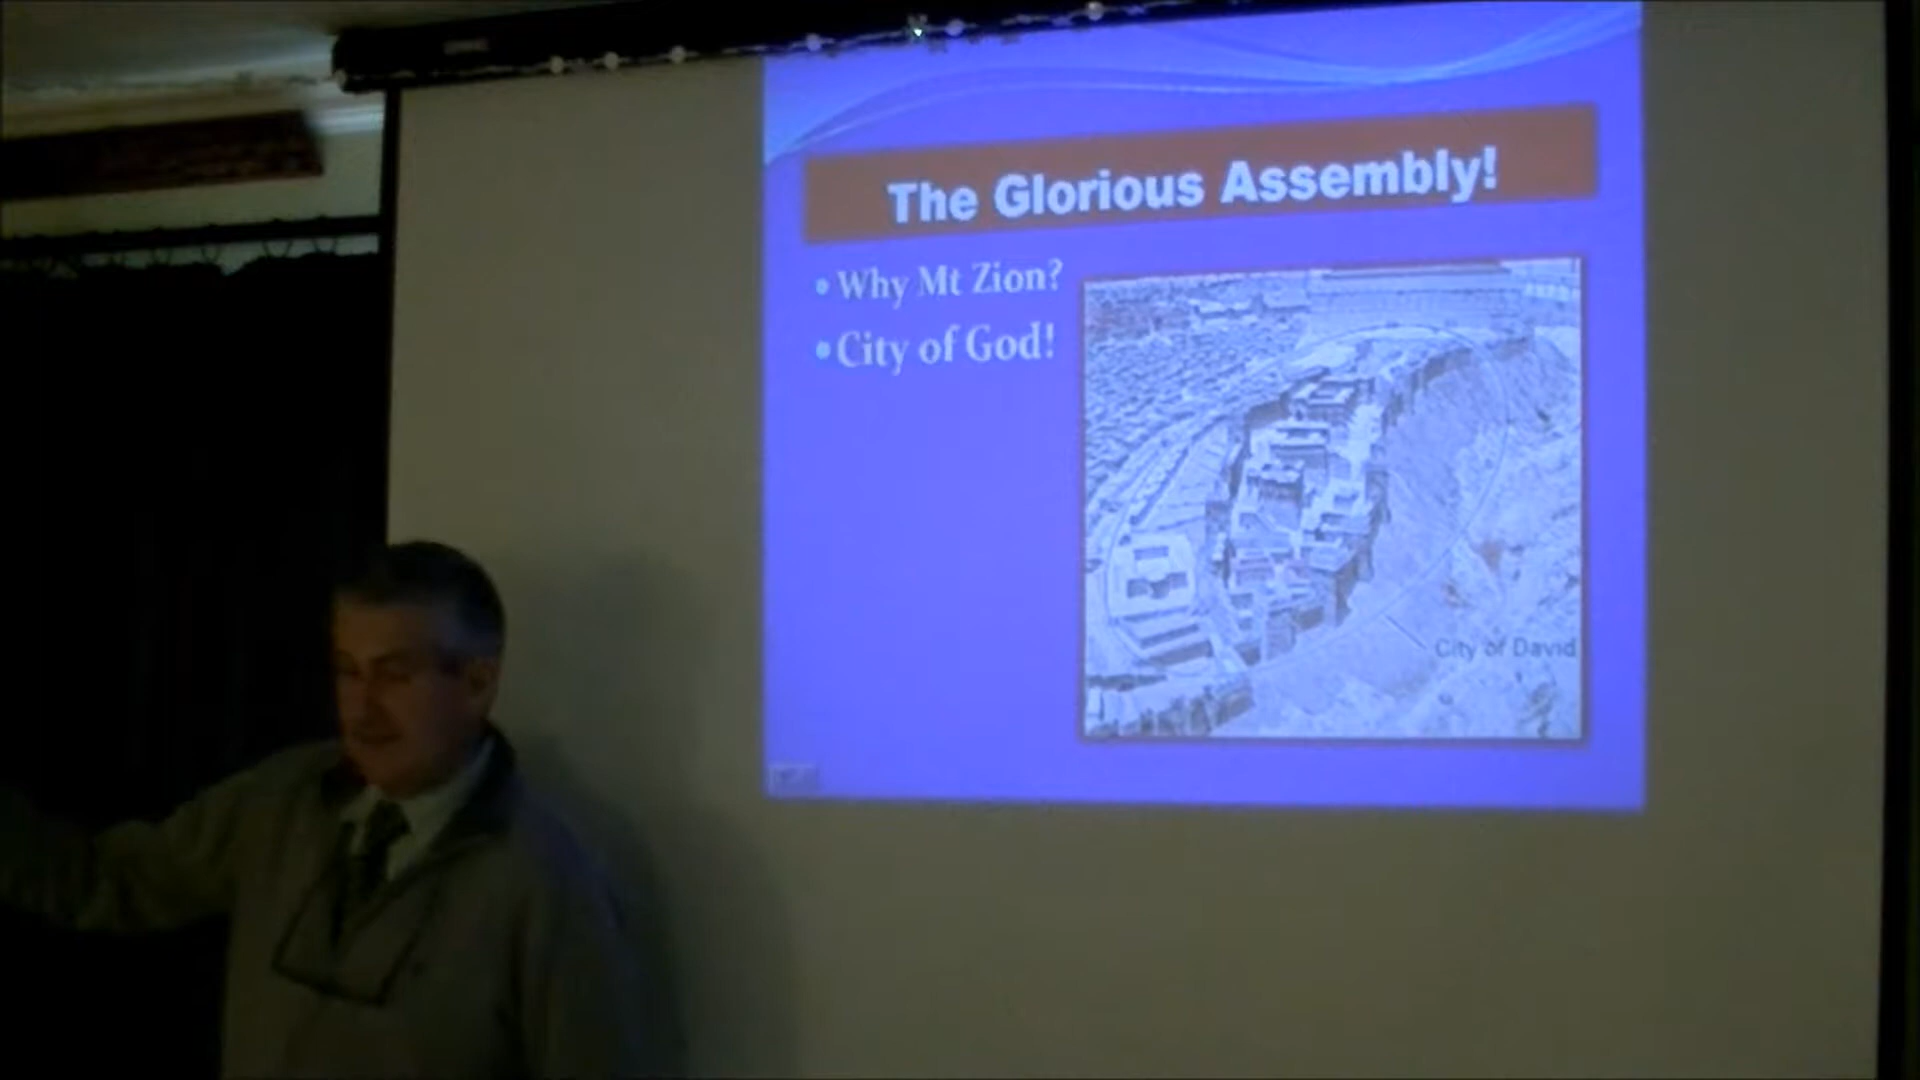 The Glorious Assembly!
• Why Mt Zion?
• City of God!
City of David